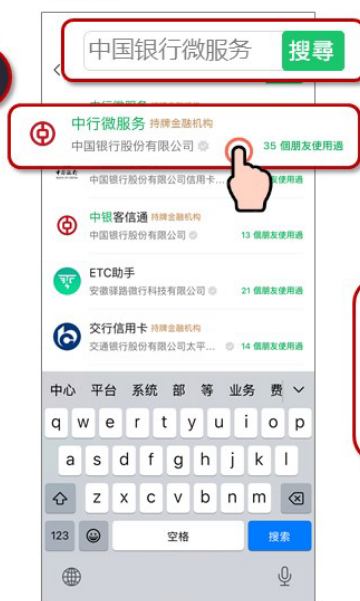 中国银行微服务 搜尋
中行微服务 持牌金融机构
中国银行股份有限公司 35 個朋友使用過
中国银行股份有限公司信用卡...
中银客信通 持牌金融机构
中国银行股份有限公司 13 個朋友使用過
ETC助手
安徽驿路微行科技有限公司 21 個朋友使用過
交行信用卡 持牌金融机构
交通银行股份有限公司太平... 14 個朋友使用過
中心 平台 系统 部 等 业务 费
q w e r t y u i o p
a s d f g h j k l
z x c v b n m
123 空格 搜索